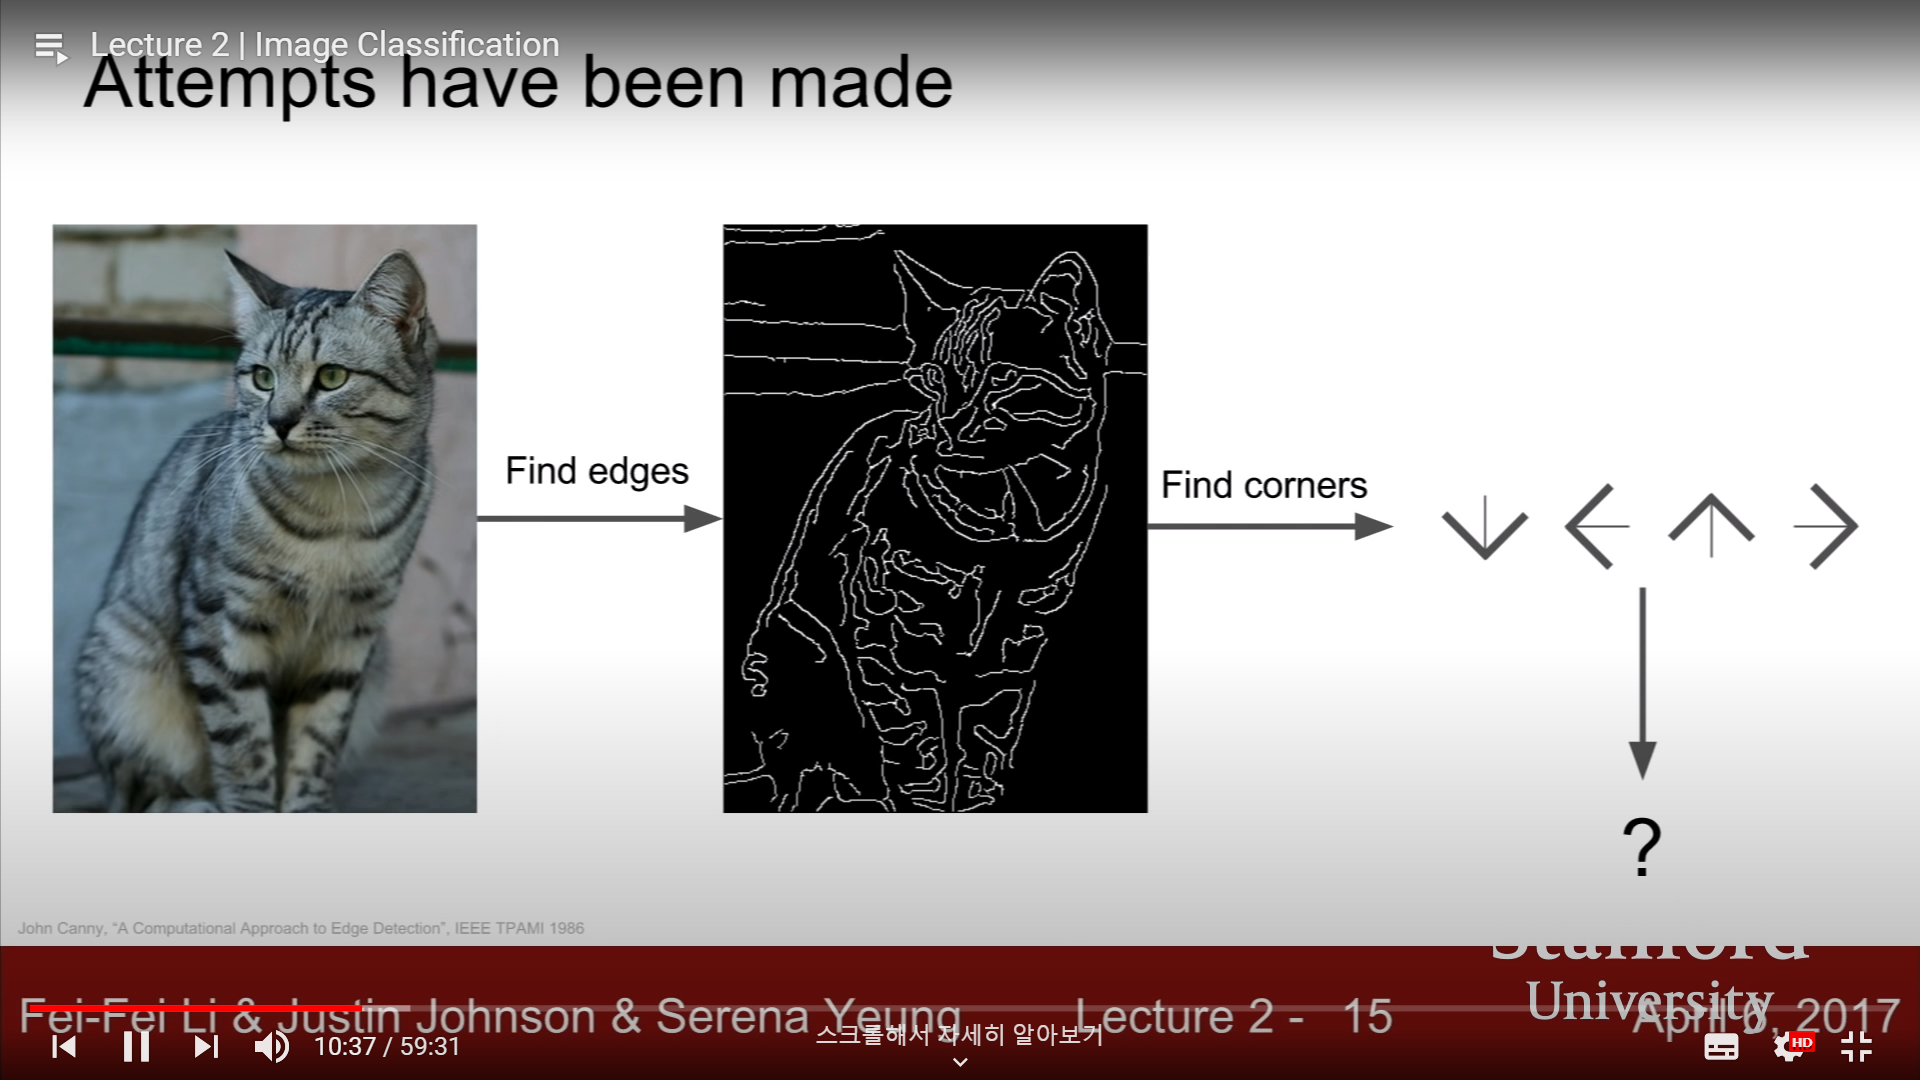 Lecture 2 | Image Classification
Attempts have been made
Find edges
Find corners
?
John Canny, “A Computational Approach to Edge Detection”, IEEE TPAMI 1986
Stanford
University
Fei-Fei Li & Justin Johnson & Serena Yeung
Lecture 2 - 15
April 6, 2017
스크롤해서 자세히 알아보기
10:37 / 59:31
HD